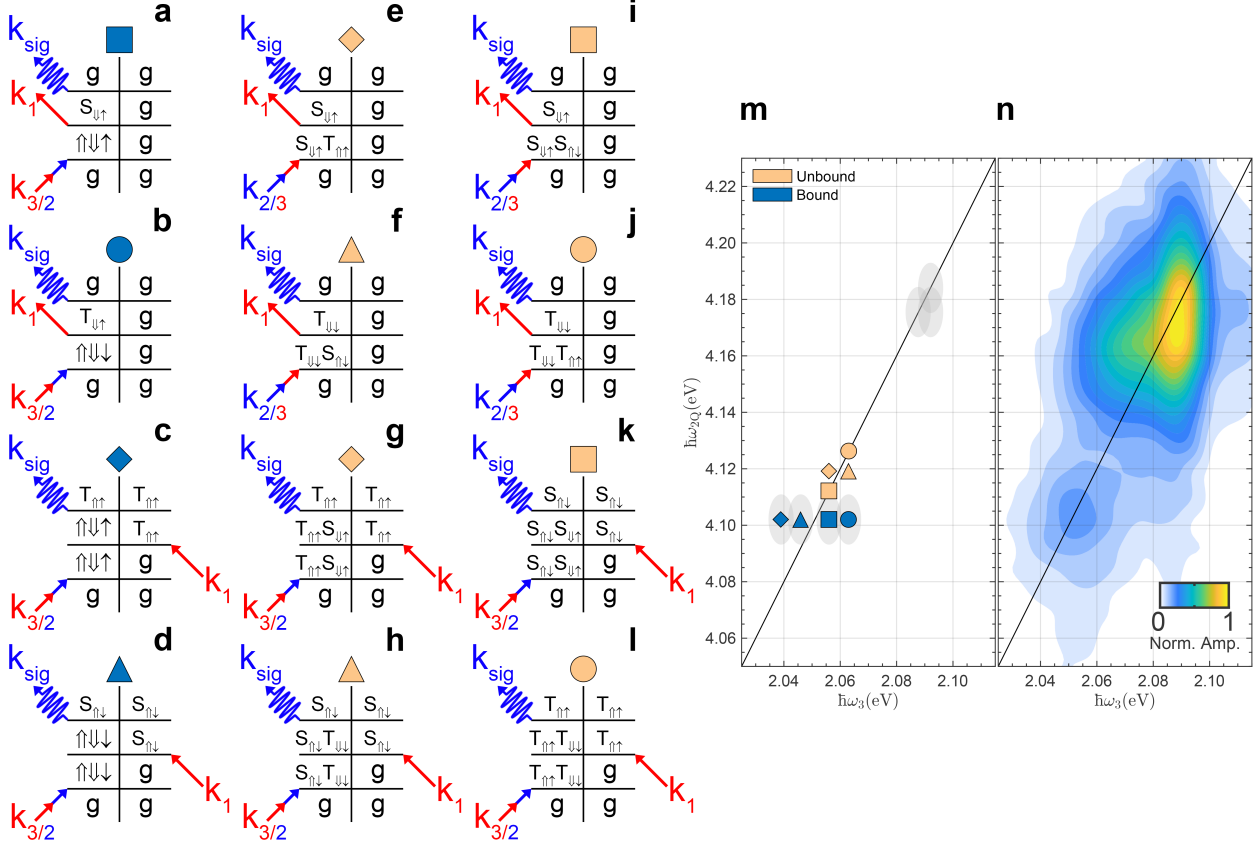 a
k_sig
g g
k_1
S⇓↑ g
⇑⇓↑ g
g g
k_3/2
e
k_sig
g g
k_1
S⇓↑ g
S⇓↑T⇑↑ g
g g
k_2/3
i
k_sig
g g
k_1
S⇓↑ g
S⇓↑S⇑↓ g
g g
k_2/3
b
k_sig
g g
k_1
T⇓↑ g
⇑⇓↓ g
g g
k_3/2
f
k_sig
g g
k_1
T⇓↓ g
T⇓↓S⇑↓ g
g g
k_2/3
j
k_sig
g g
k_1
T⇓↓ g
T⇓↓T⇑↑ g
g g
k_2/3
c
k_sig
T⇑↑ T⇑↑
⇑⇓↑ T⇑↑
⇑⇓↑ g
k_1
g g
k_3/2
g
k_sig
T⇑↑ T⇑↑
T⇑↑S⇓↑ T⇑↑
T⇑↑S⇓↑ g
k_1
g g
k_3/2
k
k_sig
S⇑↓ S⇑↓
S⇑↓S⇓↑ S⇑↓
S⇑↓S⇓↑ g
k_1
g g
k_3/2
d
k_sig
S⇑↓ S⇑↓
⇑⇓↓ S⇑↓
⇑⇓↓ g
k_1
g g
k_3/2
h
k_sig
S⇑↓ S⇑↓
S⇑↓T⇓↓ S⇑↓
S⇑↓T⇓↓ g
k_1
g g
k_3/2
l
k_sig
T⇑↑ T⇑↑
T⇑↑T⇓↓ T⇑↑
T⇑↑T⇓↓ g
k_1
g g
k_3/2
m
Unbound
Bound
4.22
4.20
4.18
4.16
4.14
4.12
4.10
4.08
4.06
ħω_2Q(eV)
2.04 2.06 2.08 2.10
ħω_3(eV)
n
0 1
Norm. Amp.
2.04 2.06 2.08 2.10
ħω_3(eV)